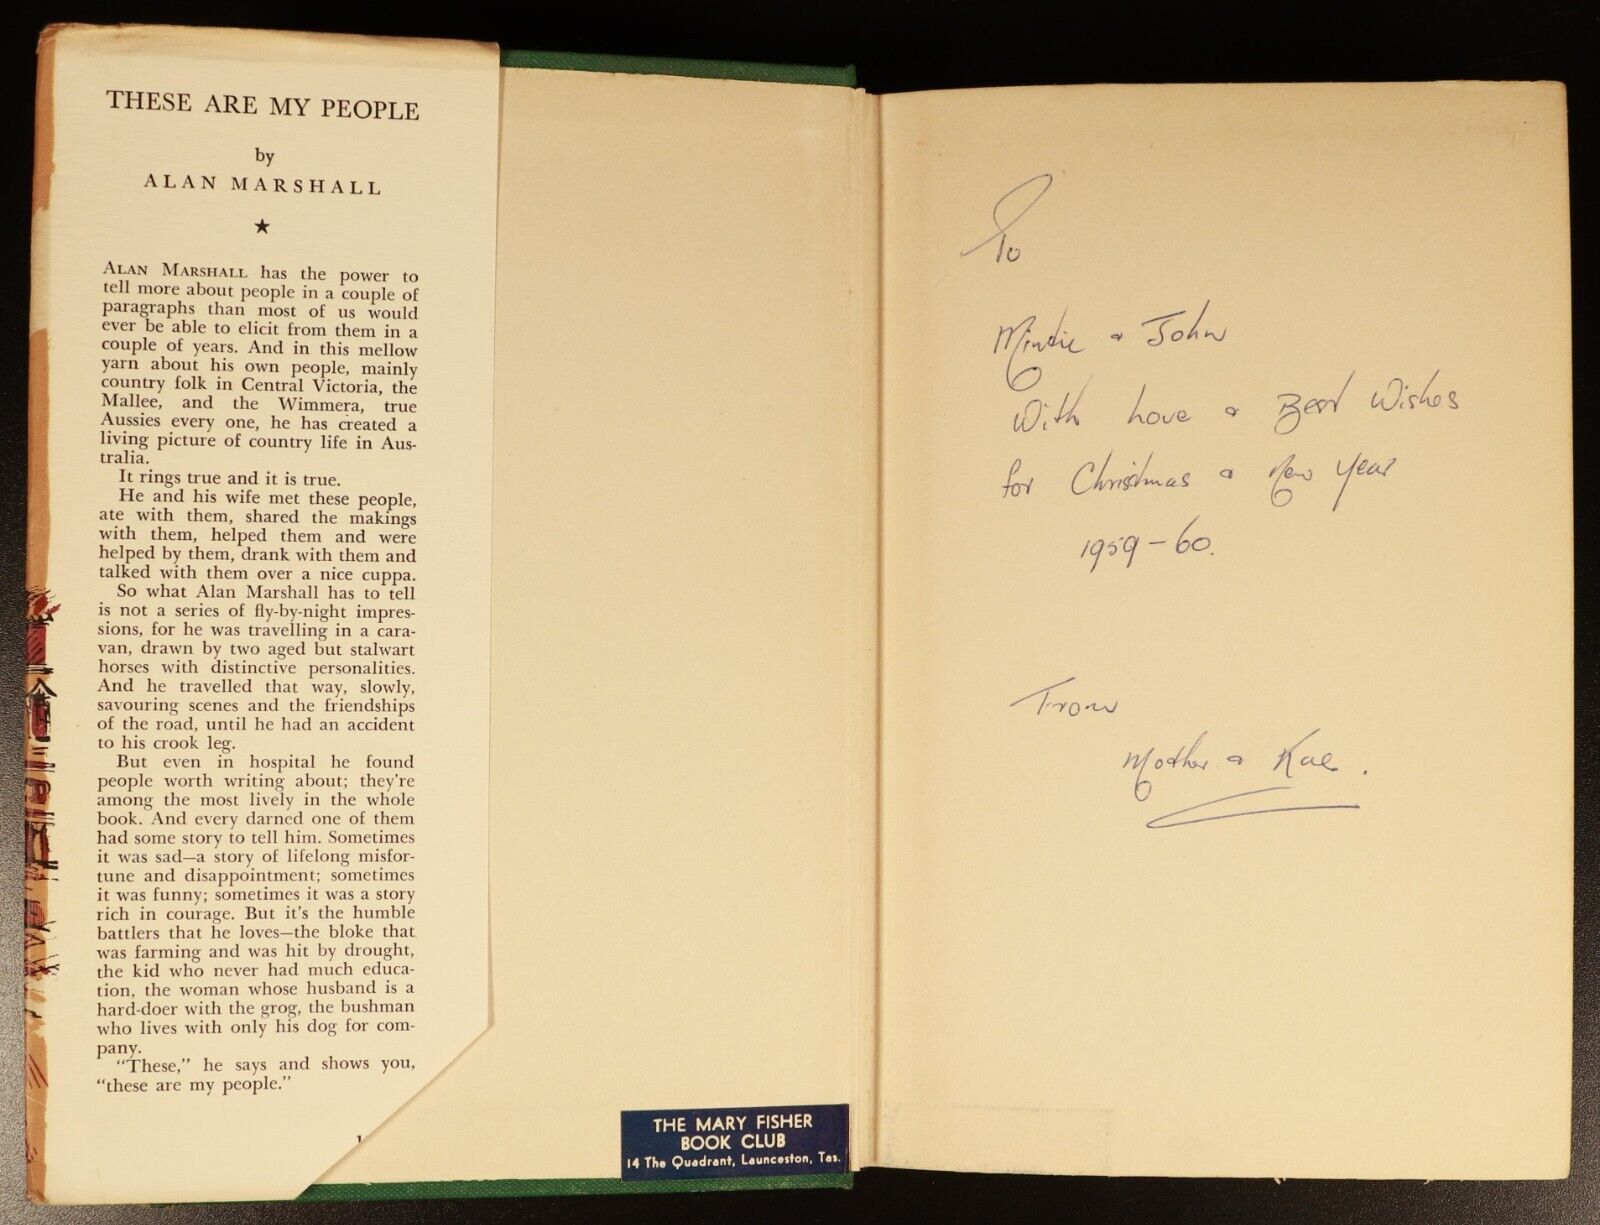 THESE ARE MY PEOPLE
by
ALAN MARSHALL
★
ALAN MARSHALL has the power to
tell more about people in a couple of
paragraphs than most of us would
ever be able to elicit from them in a
couple of years. And in this mellow
yarn about his own people, mainly
country folk in Central Victoria, the
Mallee, and the Wimmera, true
Aussies every one, he has created a
living picture of country life in Aus-
tralia.
It rings true and it is true.
He and his wife met these people,
ate with them, shared the makings
with them, helped them and were
helped by them, drank with them and
talked with them over a nice cuppa.
So what Alan Marshall has to tell
is not a series of fly-by-night impres-
sions, for he was travelling in a cara-
van, drawn by two aged but stalwart
horses with distinctive personalities.
And he travelled that way, slowly,
savouring scenes and the friendships
of the road, until he had an accident
to his crook leg.
But even in hospital he found
people worth writing about; they're
among the most lively in the whole
book. And every darned one of them
had some story to tell him. Sometimes
it was sad—a story of lifelong misfor-
tune and disappointment; sometimes
it was funny; sometimes it was a story
rich in courage. But it's the humble
battlers that he loves—the bloke that
was farming and was hit by drought,
the kid who never had much educa-
tion, the woman whose husband is a
hard-doer with the grog, the bushman
who lives with only his dog for com-
pany.
"These," he says and shows you,
"these are my people."
THE MARY FISHER
BOOK CLUB
14 The Quadrant, Launceston, Tas.
To
& John
With Love & Best Wishes
for Christmas & New Year
1959-60.
From
Mother & Kae.